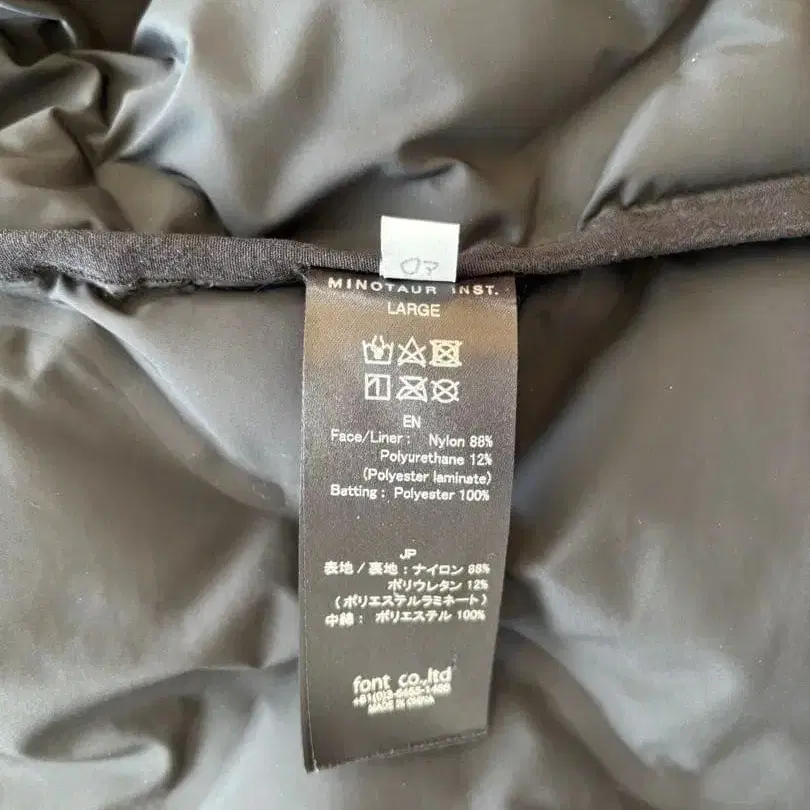 MINOTAUR INST.
LARGE
EN
Face/Liner : Nylon 88%
Polyurethane 12%
(Polyester laminate)
Batting : Polyester 100%
JP
表地 / 裏地 : ナイロン 88%
ポリウレタン 12%
(ポリエステルラミネート)
中綿 : ポリエステル 100%
font co.,ltd
MADE IN CHINA